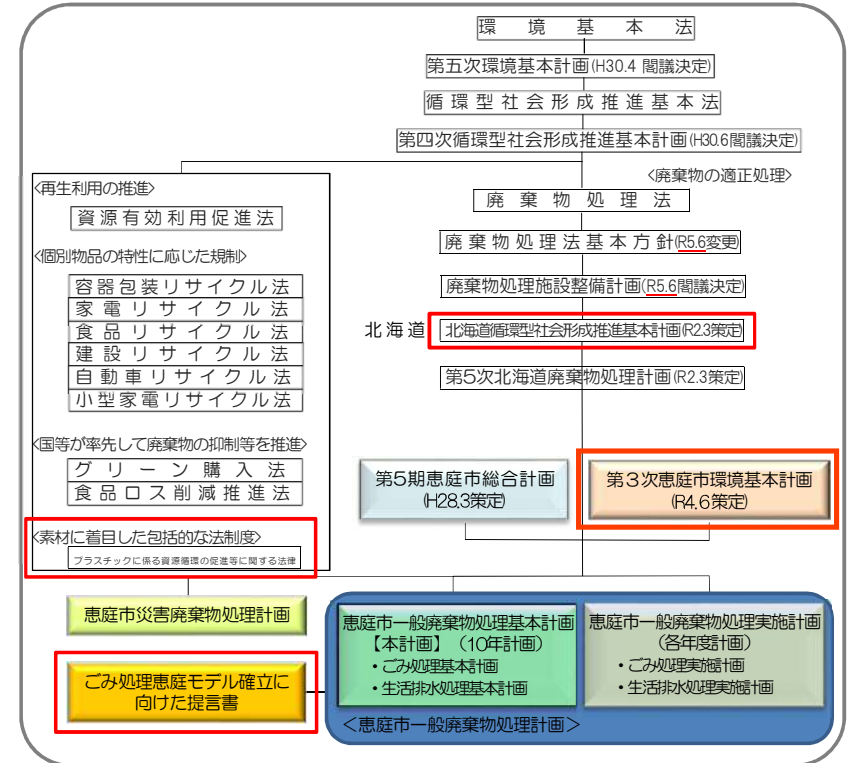 環境基本法
第五次環境基本計画(H30.4 閣議決定)
循環型社会形成推進基本法
第四次循環型社会形成推進基本計画(H30.6閣議決定)
<再生利用の推進>
資源有効利用促進法
<個別物品の特性に応じた規制>
容器包装リサイクル法
家電リサイクル法
食品リサイクル法
建設リサイクル法
自動車リサイクル法
小型家電リサイクル法
<国等が率先して廃棄物の抑制等を推進>
グリーン購入法
食品ロス削減推進法
<素材に着目した包括的な法制度>
プラスチックに係る資源循環の促進等に関する法律
<廃棄物の適正処理>
廃棄物処理法
廃棄物処理法基本方針(R5.6変更)
廃棄物処理施設整備計画(R5.6閣議決定)
北海道
北海道循環型社会形成推進基本計画(R2.3策定)
第5次北海道廃棄物処理計画(R2.3策定)
第5期恵庭市総合計画
(H28.3策定)
第3次恵庭市環境基本計画
(R4.6策定)
恵庭市災害廃棄物処理計画
ごみ処理恵庭モデル確立に
向けた提言書
恵庭市一般廃棄物処理基本計画
【本計画】(10年計画)
・ごみ処理基本計画
・生活排水処理基本計画
恵庭市一般廃棄物処理実施計画
(各年度計画)
・ごみ処理実施計画
・生活排水処理実施計画
<恵庭市一般廃棄物処理計画>